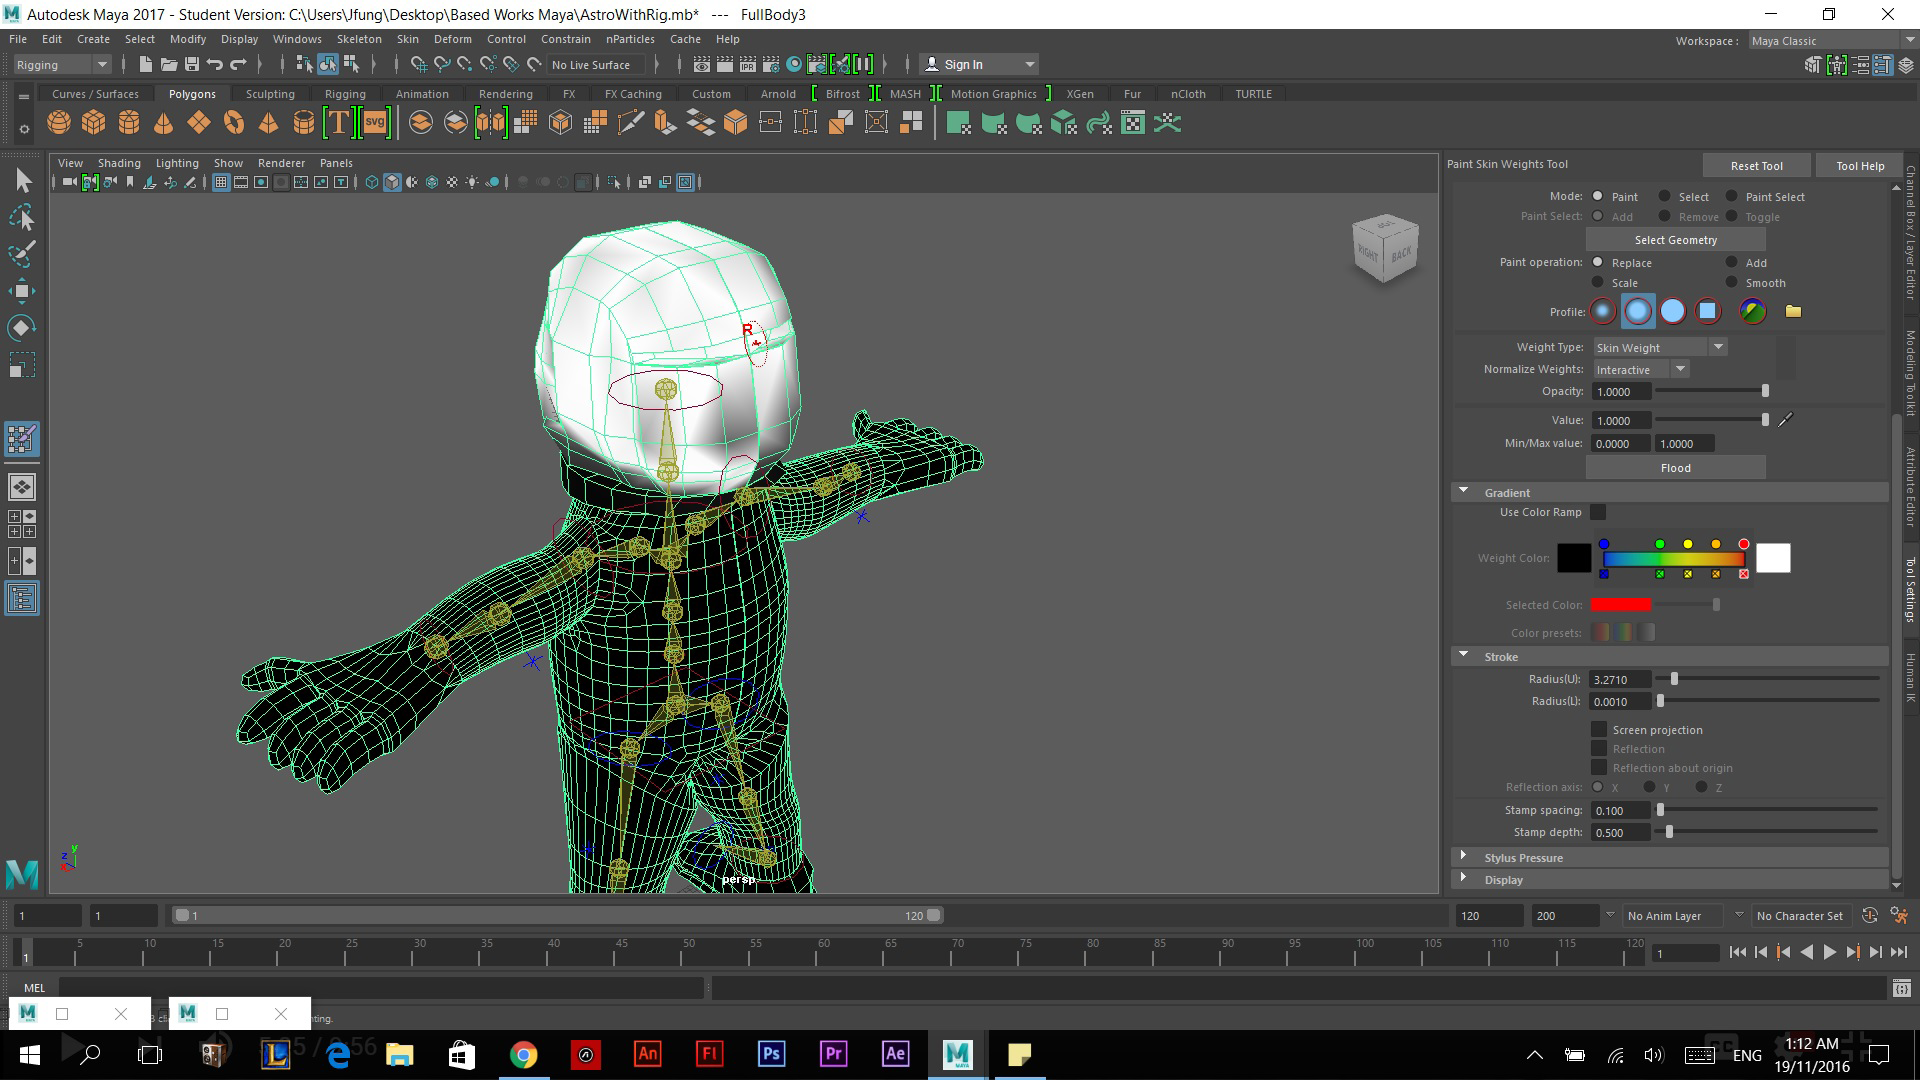 Autodesk Maya 2017 - Student Version: C:\Users\Jfung\Desktop\Based Works Maya\AstroWithRig.mb* --- FullBody3
File Edit Create Select Modify Display Windows Skeleton Skin Deform Control Constrain nParticles Cache Help
Workspace : Maya Classic
Rigging No Live Surface IPR Sign In
Curves / Surfaces Polygons Sculpting Rigging Animation Rendering FX FX Caching Custom Arnold Bifrost MASH Motion Graphics XGen Fur nCloth TURTLE
T SVG
View Shading Lighting Show Renderer Panels
Paint Skin Weights Tool Reset Tool Tool Help
Mode: Paint Select Paint Select
Paint Select: Add Remove Toggle
Select Geometry
Paint operation: Replace Add
Scale Smooth
Profile:
Weight Type: Skin Weight
Normalize Weights: Interactive
Opacity: 1.0000
Value: 1.0000
Min/Max value: 0.0000 1.0000
Flood
Gradient
Use Color Ramp
Weight Color:
Selected Color:
Color presets:
Stroke
Radius(U): 3.2710
Radius(L): 0.0010
Screen projection
Reflection
Reflection about origin
Reflection axis: X Y Z
Stamp spacing: 0.100
Stamp depth: 0.500
Stylus Pressure
Display
Channel Box / Layer Editor
Modeling Toolkit
Attribute Editor
Tool Settings
Human IK
RIGHT BACK
R
y
z
x
persp
1 1 1 120 120 200 No Anim Layer No Character Set
5 10 15 20 25 30 35 40 45 50 55 60 65 70 75 80 85 90 95 100 105 110 115 120
1 1
MEL
nting.
An Fl Ps Pr Ae MAYA
ENG
1:12 AM
19/11/2016